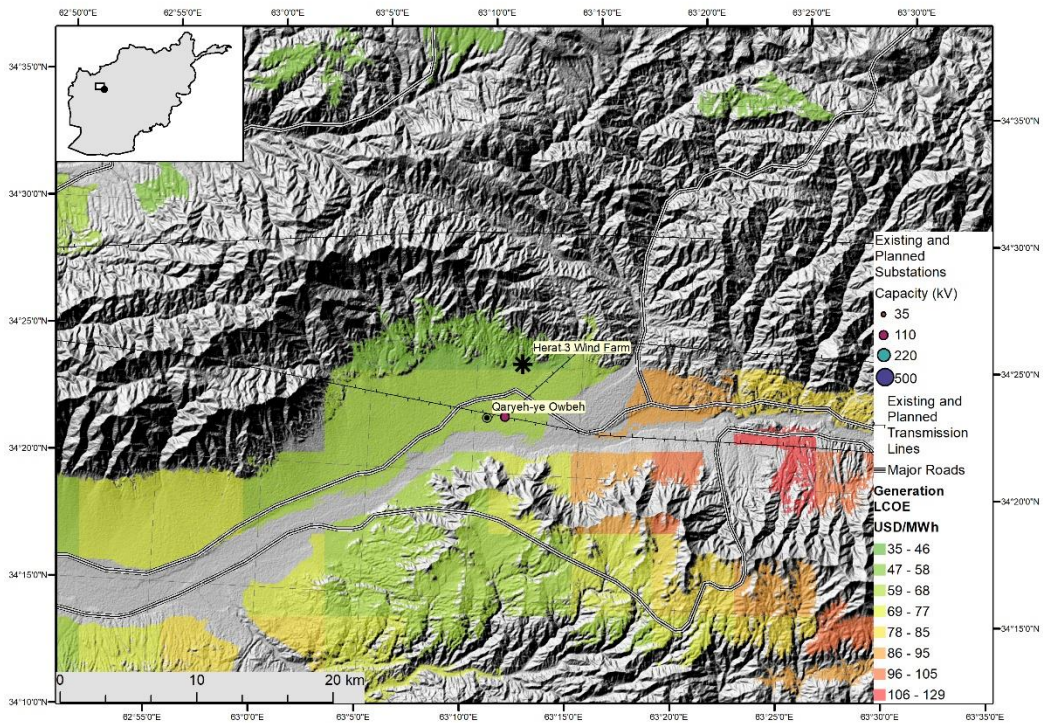 62°50'0"E 62°55'0"E 63°0'0"E 63°5'0"E 63°10'0"E 63°15'0"E 63°20'0"E 63°25'0"E 63°30'0"E
34°35'0"N
34°35'0"N
34°30'0"N
34°30'0"N
34°25'0"N
34°25'0"N
34°20'0"N
34°20'0"N
34°15'0"N
34°15'0"N
34°10'0"N
34°10'0"N
Herat 3 Wind Farm
Qaryeh-ye Owbeh
Existing and
Planned
Substations
Capacity (kV)
35
110
220
500
Existing and
Planned
Transmission
Lines
Major Roads
Generation
LCOE
USD/MWh
35 - 46
47 - 58
59 - 68
69 - 77
78 - 85
86 - 95
96 - 105
106 - 129
0 10 20 km
62°55'0"E 63°0'0"E 63°5'0"E 63°10'0"E 63°15'0"E 63°20'0"E 63°25'0"E 63°30'0"E 63°35'0"E